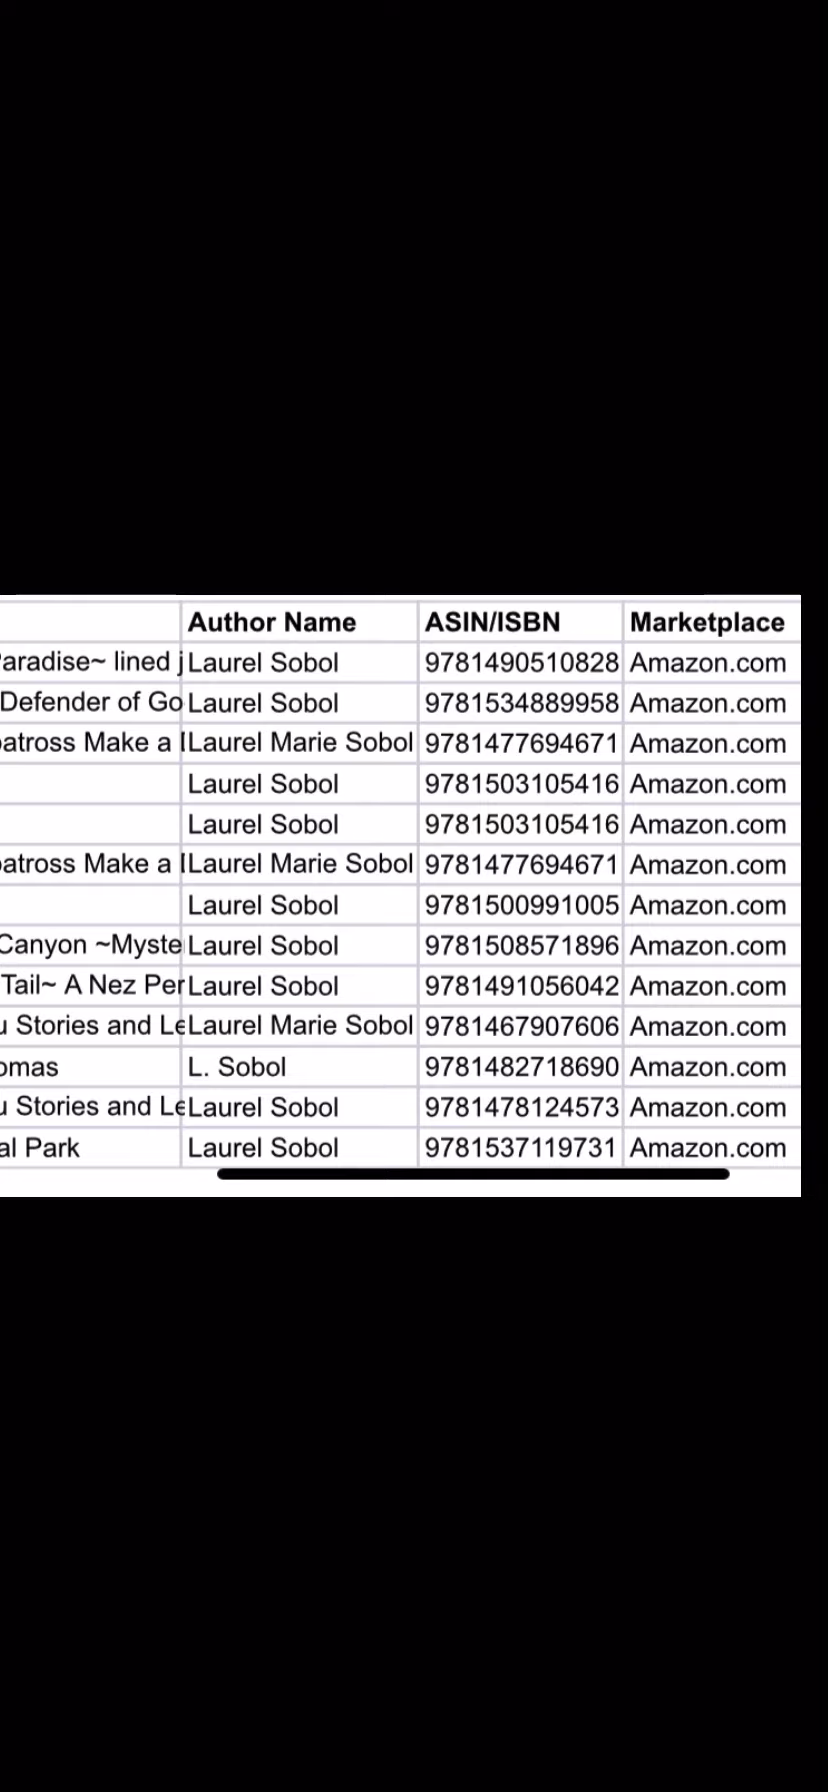 Author Name ASIN/ISBN Marketplace
aradise~ lined j Laurel Sobol 9781490510828 Amazon.com
Defender of Go Laurel Sobol 9781534889958 Amazon.com
atross Make a Laurel Marie Sobol 9781477694671 Amazon.com
Laurel Sobol 9781503105416 Amazon.com
Laurel Sobol 9781503105416 Amazon.com
atross Make a Laurel Marie Sobol 9781477694671 Amazon.com
Laurel Sobol 9781500991005 Amazon.com
Canyon ~Myste Laurel Sobol 9781508571896 Amazon.com
Tail~ A Nez Per Laurel Sobol 9781491056042 Amazon.com
u Stories and Le Laurel Marie Sobol 9781467907606 Amazon.com
omas L. Sobol 9781482718690 Amazon.com
u Stories and Le Laurel Sobol 9781478124573 Amazon.com
al Park Laurel Sobol 9781537119731 Amazon.com